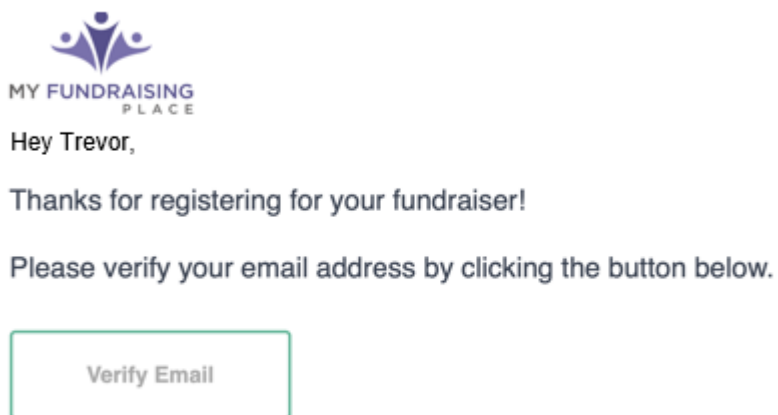 MY FUNDRAISING
PLACE
Hey Trevor,
Thanks for registering for your fundraiser!
Please verify your email address by clicking the button below.
Verify Email